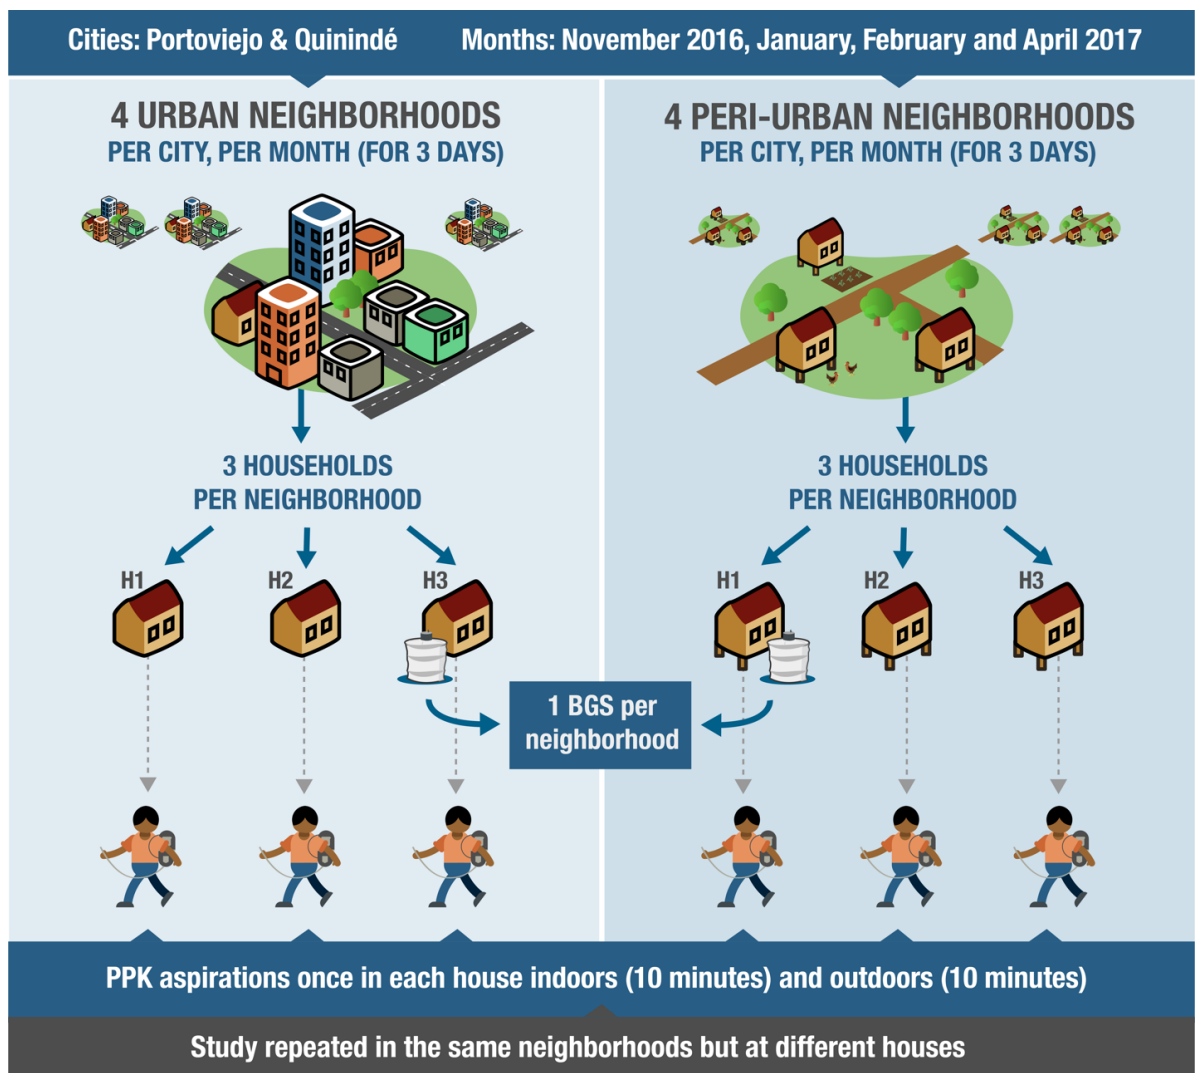 Cities: Portoviejo & Quinindé
Months: November 2016, January, February and April 2017
4 URBAN NEIGHBORHOODS
PER CITY, PER MONTH (FOR 3 DAYS)
4 PERI-URBAN NEIGHBORHOODS
PER CITY, PER MONTH (FOR 3 DAYS)
3 HOUSEHOLDS
PER NEIGHBORHOOD
3 HOUSEHOLDS
PER NEIGHBORHOOD
H1
H2
H3
H1
H2
H3
1 BGS per
neighborhood
PPK aspirations once in each house indoors (10 minutes) and outdoors (10 minutes)
Study repeated in the same neighborhoods but at different houses